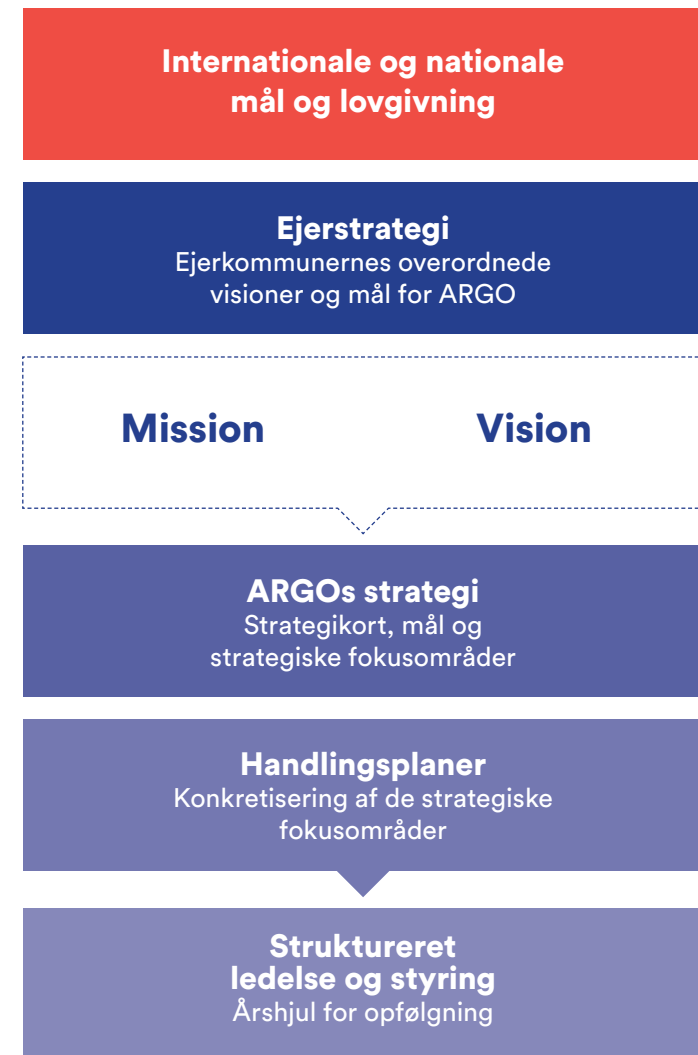 Internationale og nationale
mål og lovgivning
Ejerstrategi
Ejerkommunernes overordnede
visioner og mål for ARGO
Mission
Vision
ARGOs strategi
Strategikort, mål og
strategiske fokusområder
Handlingsplaner
Konkretisering af de strategiske
fokusområder
Struktureret
ledelse og styring
Årshjul for opfølgning